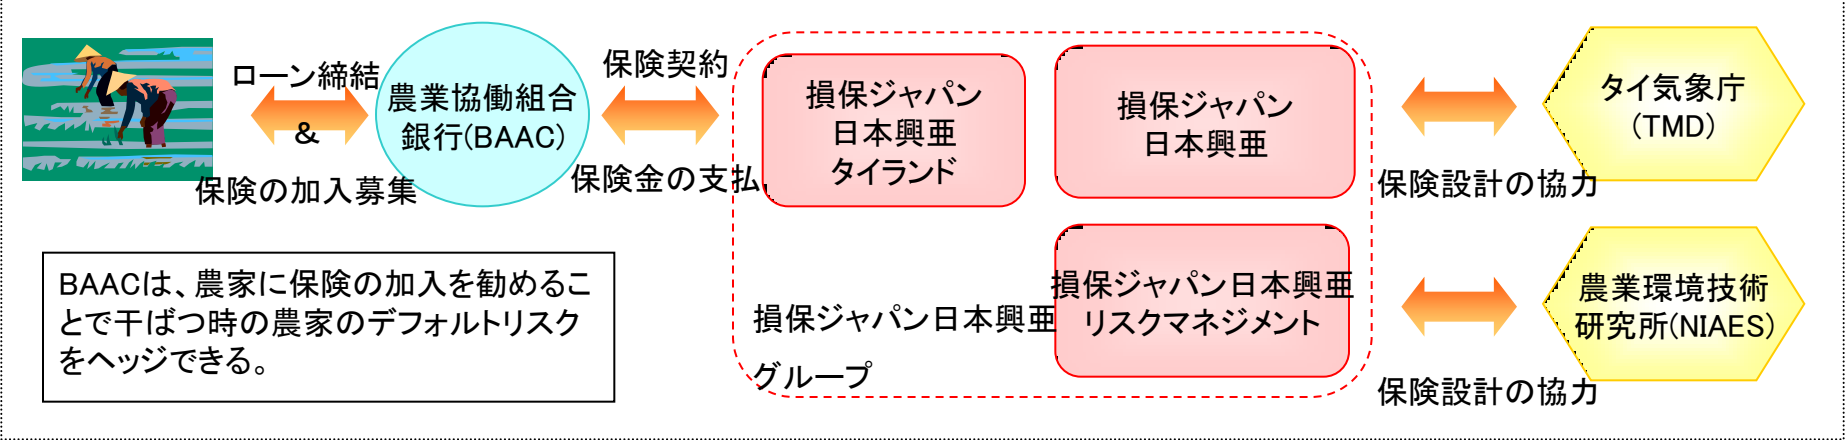 ローン締結
&
保険の加入募集
農業協働組合
銀行(BAAC)
保険契約
保険金の支払
損保ジャパン
日本興亜
タイランド
損保ジャパン
日本興亜
損保ジャパン日本興亜
リスクマネジメント
損保ジャパン日本興亜
グループ
保険設計の協力
タイ気象庁
(TMD)
保険設計の協力
農業環境技術
研究所(NIAES)
BAACは、農家に保険の加入を勧めるこ
とで干ばつ時の農家のデフォルトリスク
をヘッジできる。